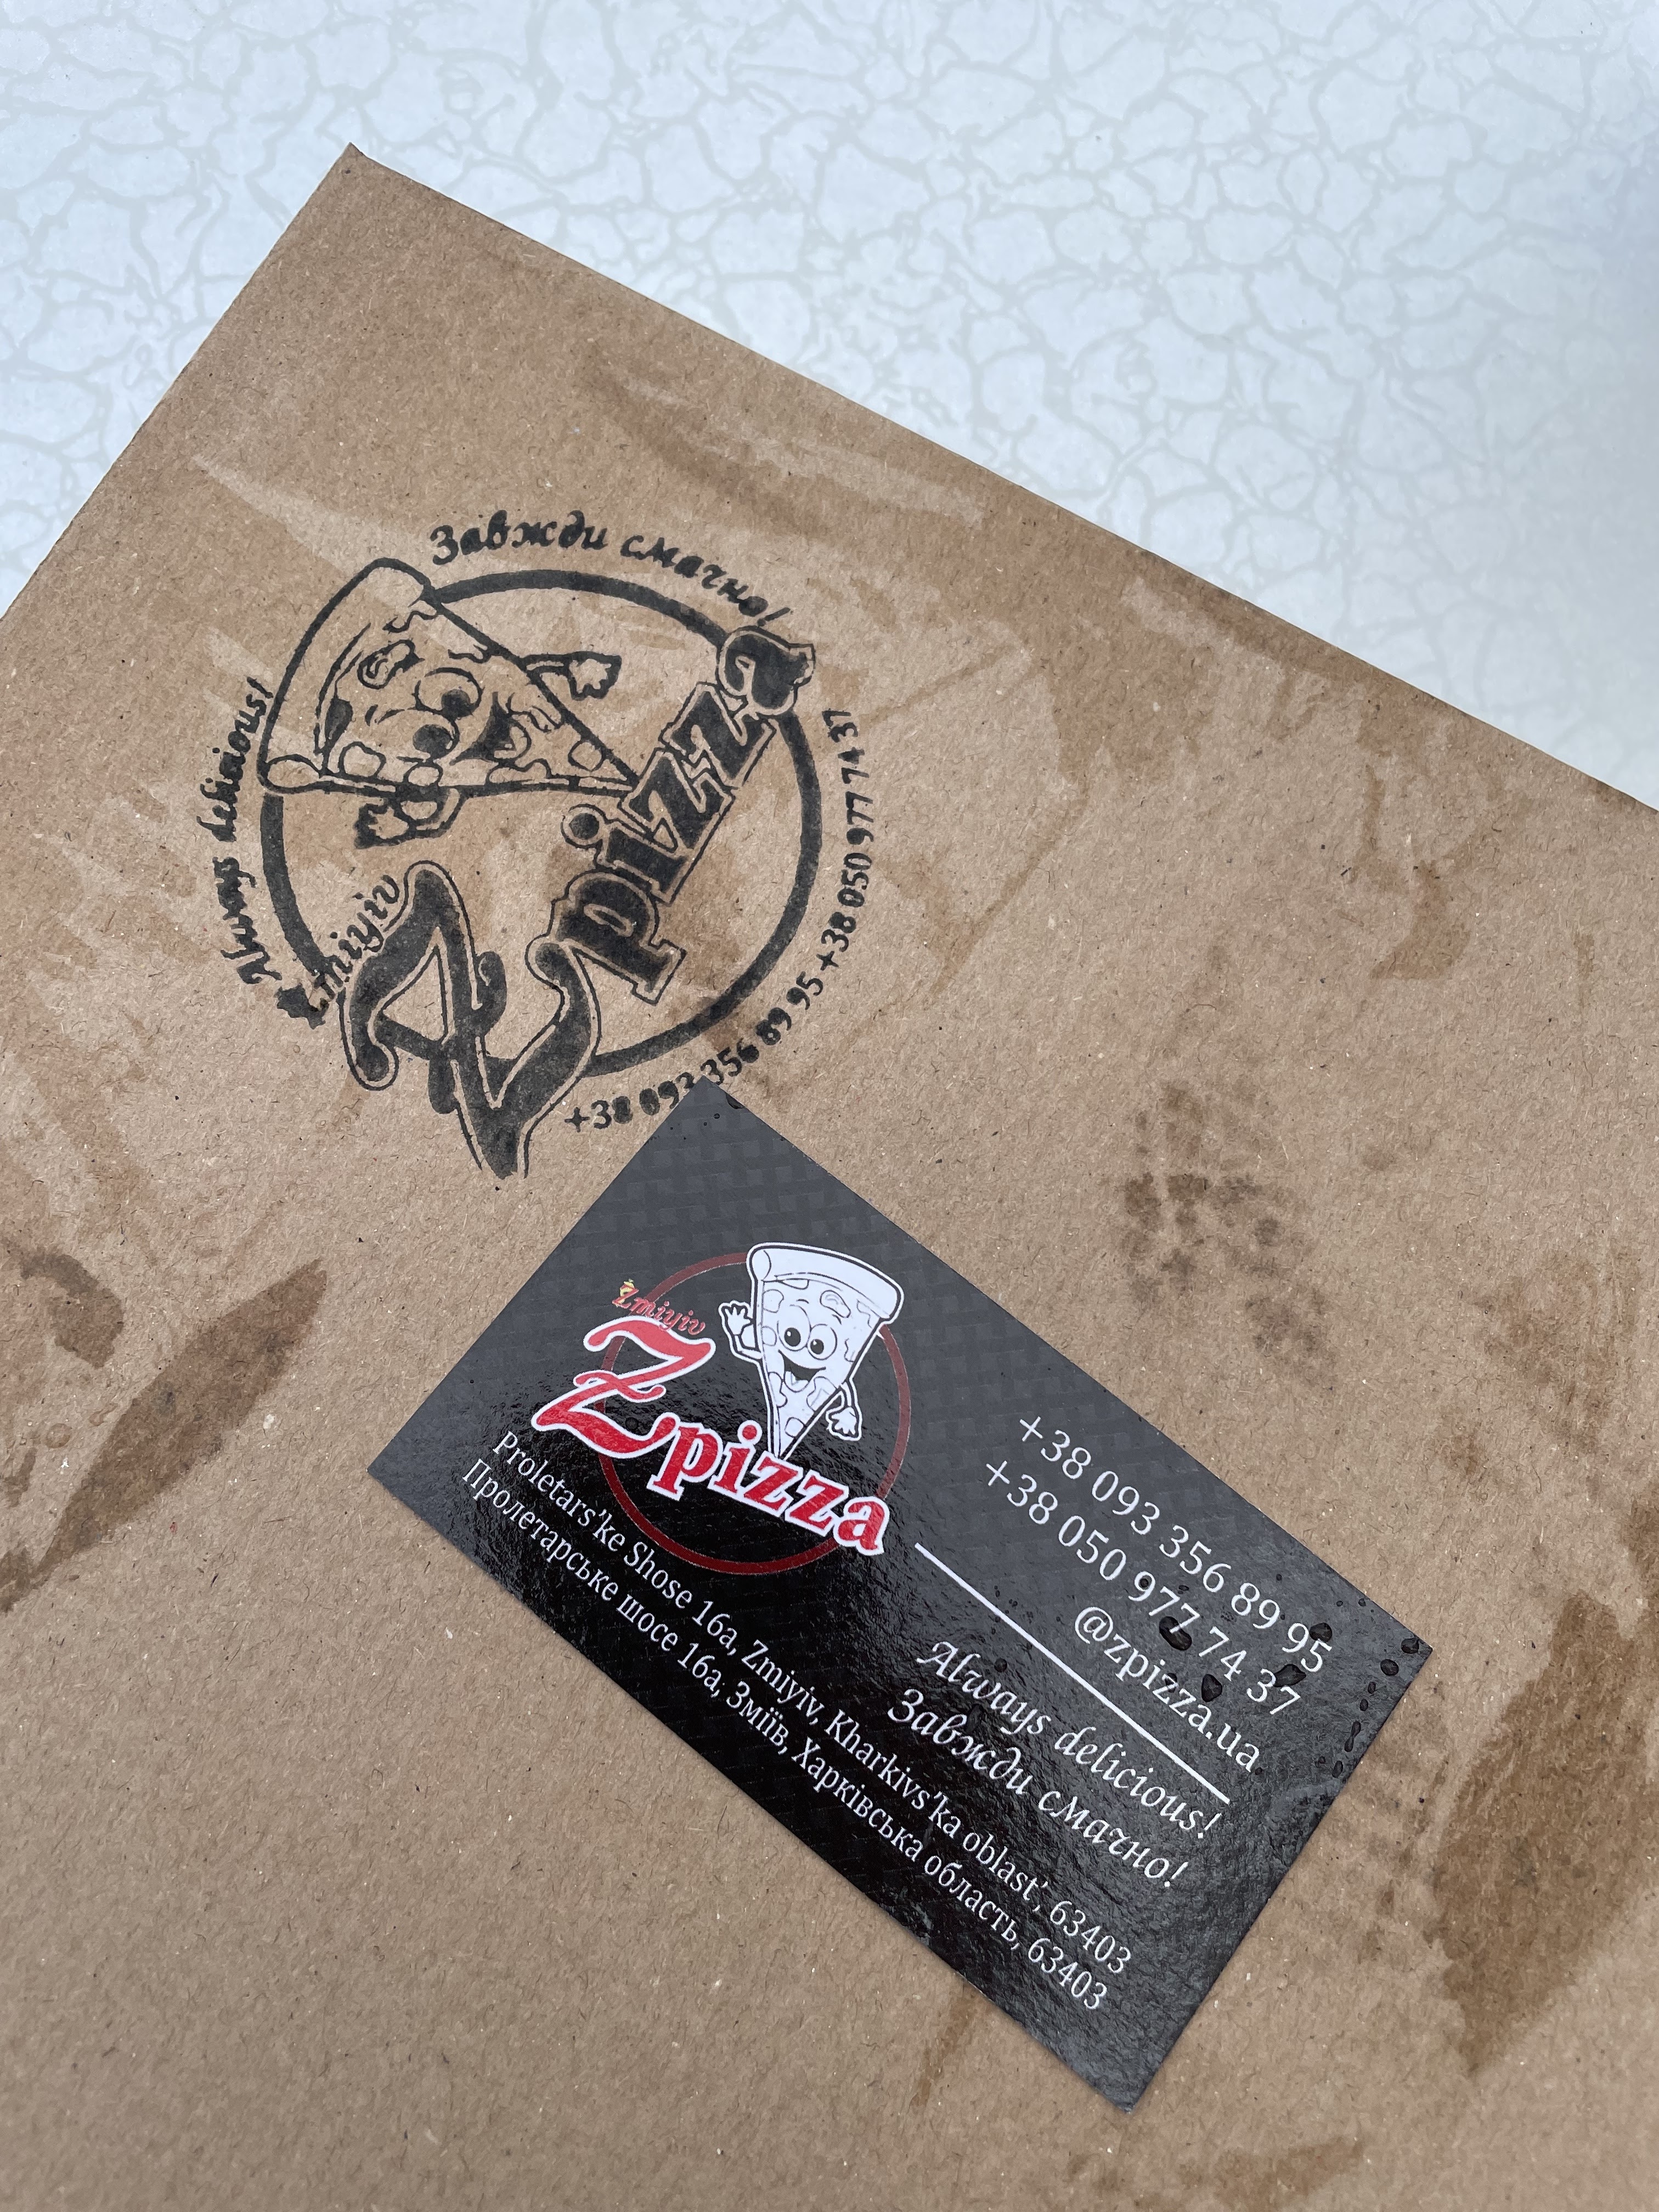 Завжди смачно!
Always delicious!
Zmiyiv
Zpizza
+38 093 356 89 95 +38 050 977 74 37
Zmiyiv
Zpizza
+38 093 356 89 95
+38 050 977 74 37
@zpizza.ua
Always delicious!
Завжди смачно!
Proletars'ke Shose 16a, Zmiyiv, Kharkivs'ka oblast', 63403
Пролетарське шосе 16а, Зміїв, Харківська область, 63403